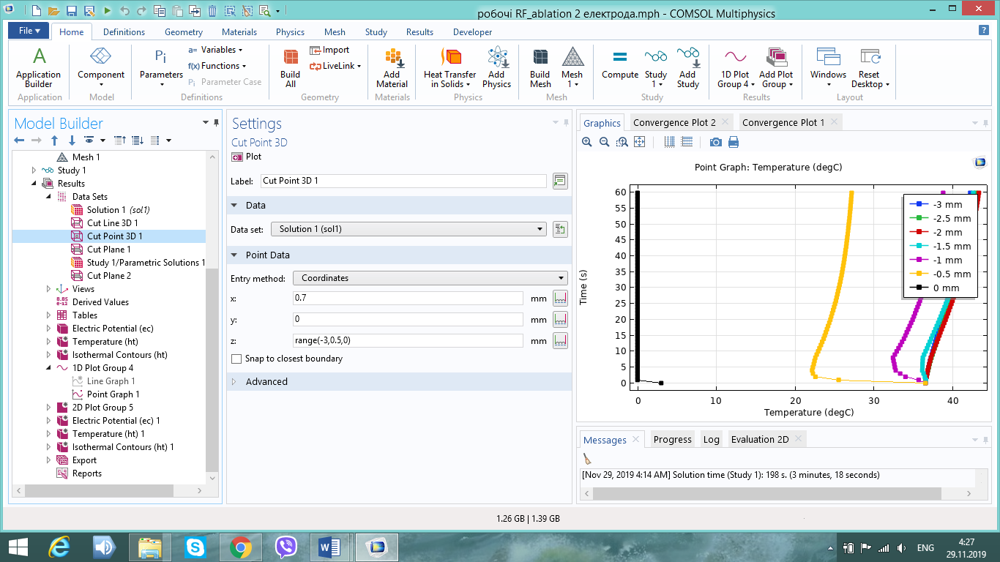 робочі RF_ablation 2 електрода.mph - COMSOL Multiphysics
File Home Definitions Geometry Materials Physics Mesh Study Results Developer
Application Builder
Application
Component
Model
Parameters
a= Variables
f(x) Functions
Pi Parameter Case
Definitions
Build All
Import
LiveLink
Geometry
Add Material
Materials
Heat Transfer in Solids
Add Physics
Physics
Build Mesh
Mesh 1
Mesh
Compute
Study 1
Add Study
Study
1D Plot Group 4
Add Plot Group
Results
Windows
Reset Desktop
Layout
Model Builder
Mesh 1
Study 1
Results
Data Sets
Solution 1 (sol1)
Cut Line 3D 1
Cut Point 3D 1
Cut Plane 1
Study 1/Parametric Solutions 1
Cut Plane 2
Views
8.85
e-12
Derived Values
Tables
Electric Potential (ec)
Temperature (ht)
Isothermal Contours (ht)
1D Plot Group 4
Line Graph 1
Point Graph 1
2D Plot Group 5
Electric Potential (ec) 1
Temperature (ht) 1
Isothermal Contours (ht) 1
Export
Reports
Settings
Cut Point 3D
Plot
Label: Cut Point 3D 1
Data
Data set: Solution 1 (sol1)
Point Data
Entry method: Coordinates
x: 0.7 mm
y: 0 mm
z: range(-3,0.5,0) mm
Snap to closest boundary
Advanced
Graphics Convergence Plot 2 Convergence Plot 1
Point Graph: Temperature (degC)
60
55
50
45
40
35
30
25
20
15
10
5
0
Time (s)
0 10 20 30 40
Temperature (degC)
-3 mm
-2.5 mm
-2 mm
-1.5 mm
-1 mm
-0.5 mm
0 mm
Messages Progress Log Evaluation 2D
[Nov 29, 2019 4:14 AM] Solution time (Study 1): 198 s. (3 minutes, 18 seconds)
1.26 GB | 1.39 GB
ENG
4:27
29.11.2019